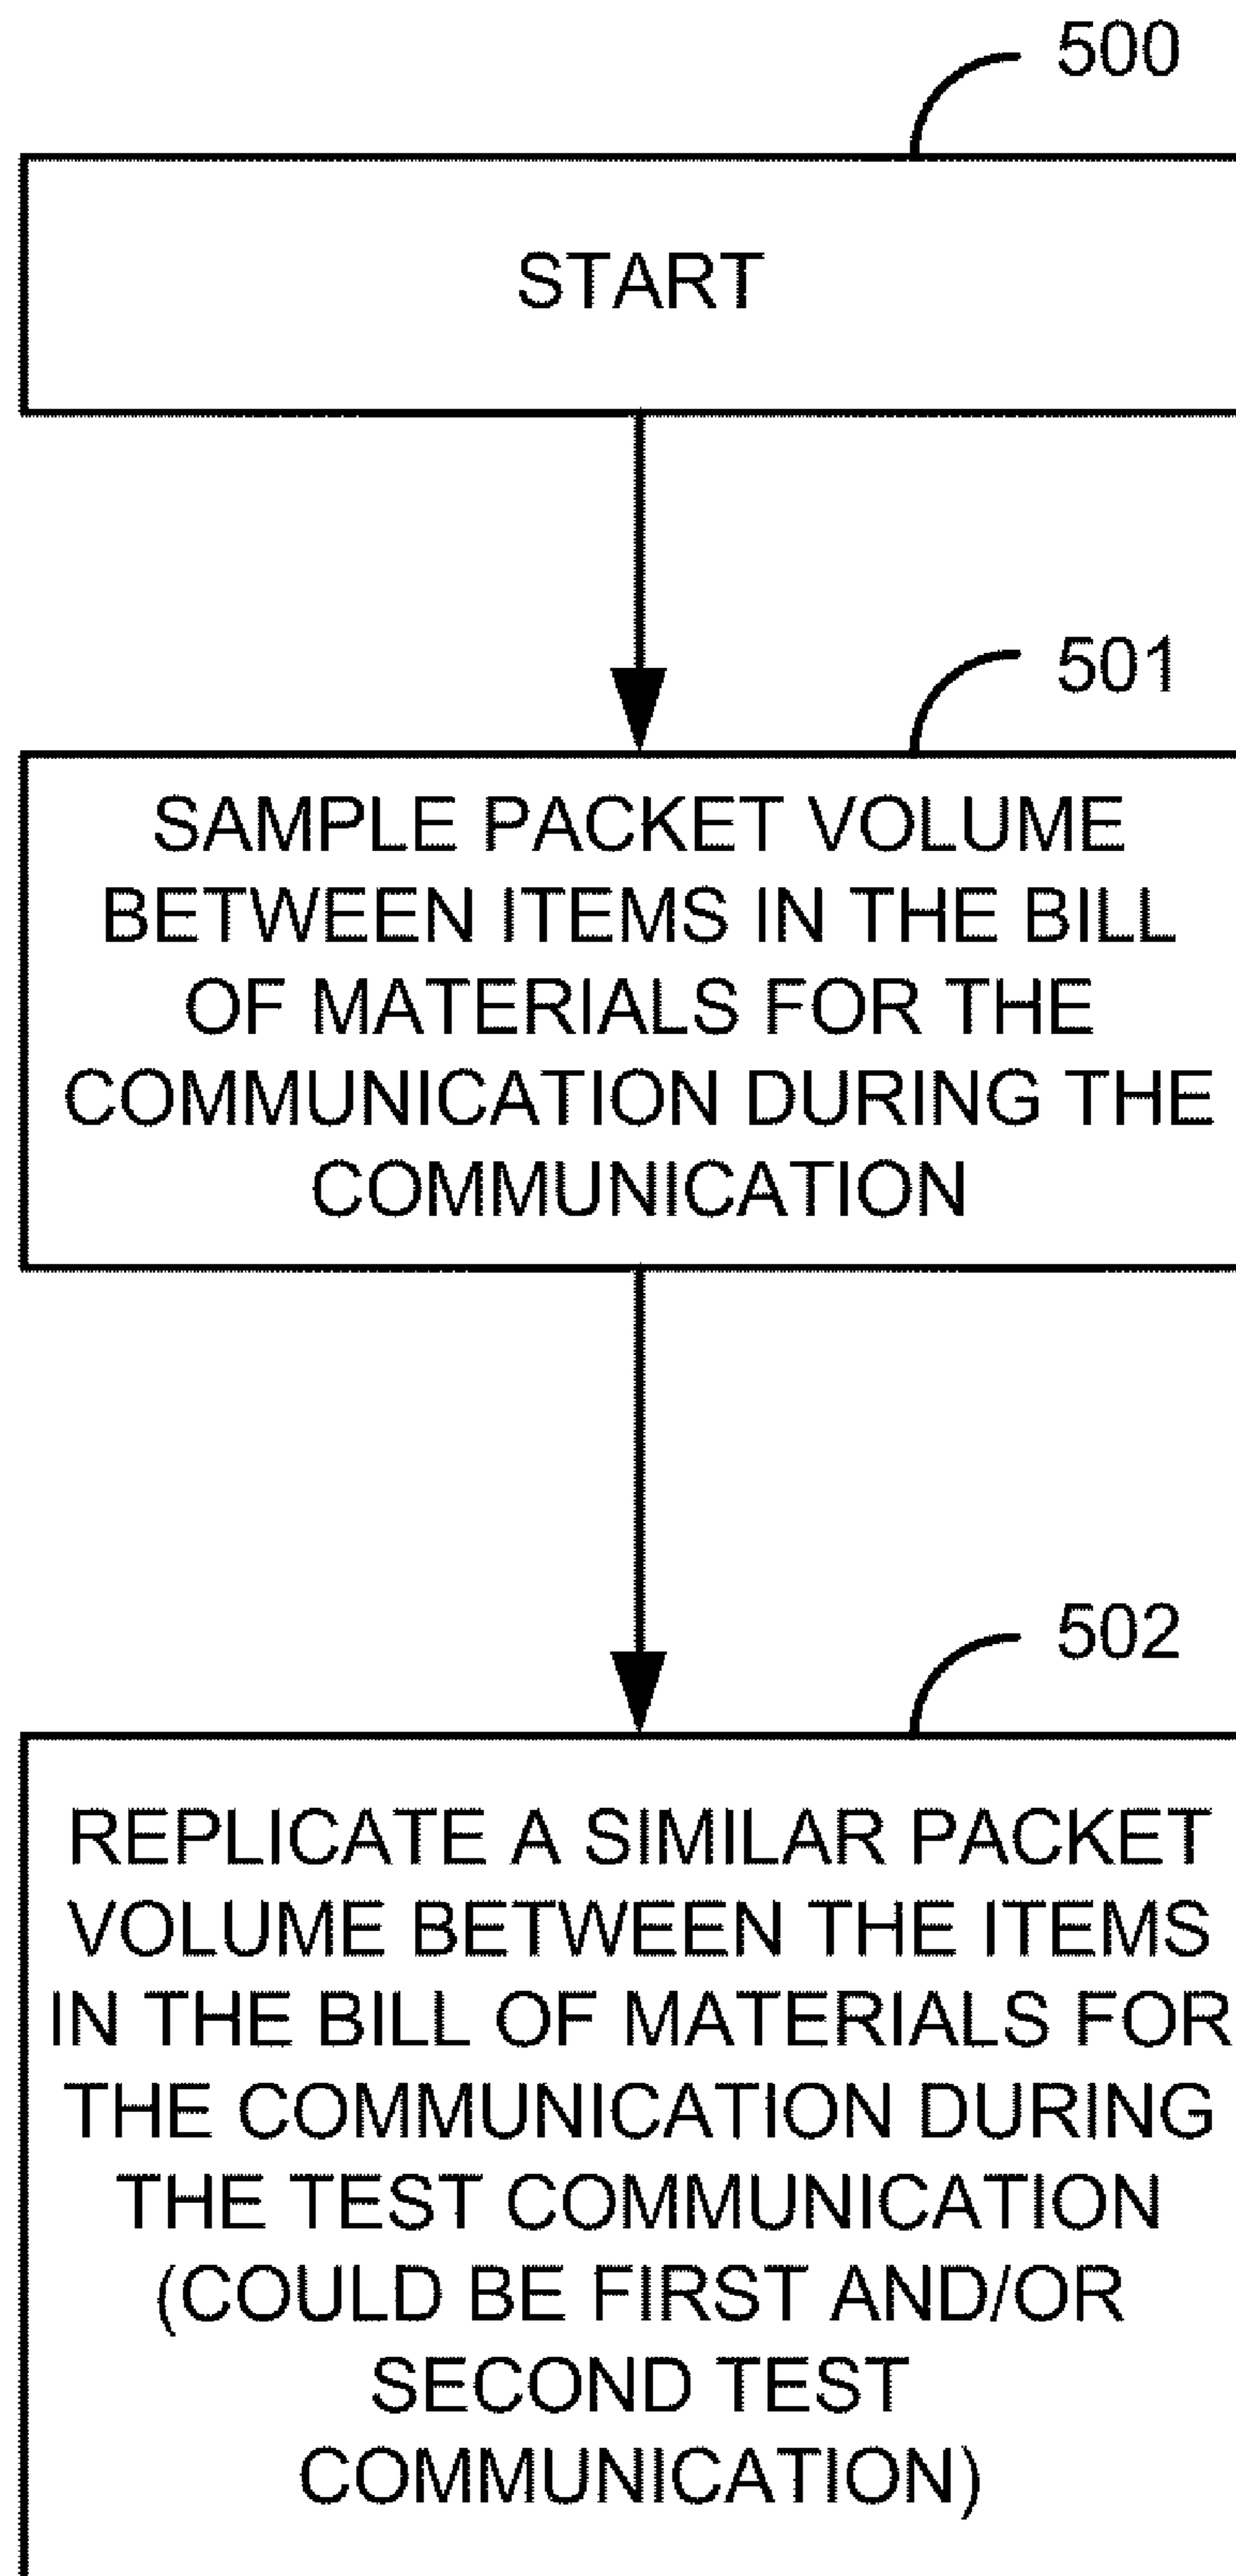 500
START
501
SAMPLE PACKET VOLUME
BETWEEN ITEMS IN THE BILL
OF MATERIALS FOR THE
COMMUNICATION DURING THE
COMMUNICATION
502
REPLICATE A SIMILAR PACKET
VOLUME BETWEEN THE ITEMS
IN THE BILL OF MATERIALS FOR
THE COMMUNICATION DURING
THE TEST COMMUNICATION
(COULD BE FIRST AND/OR
SECOND TEST
COMMUNICATION)